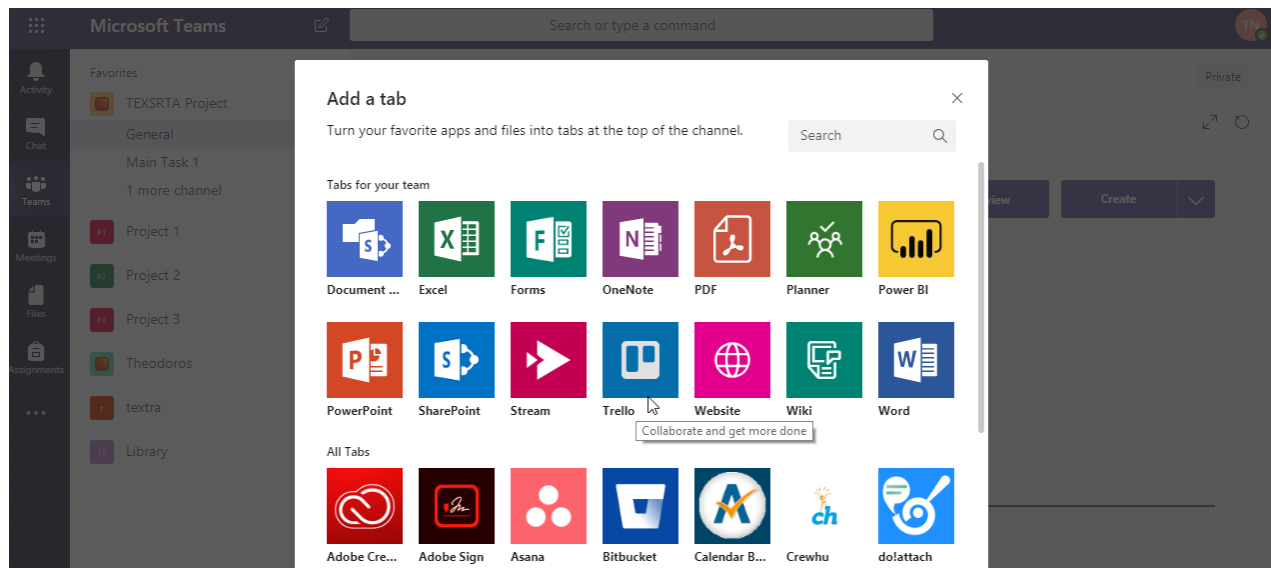 Microsoft Teams
Search or type a command
TN
Activity
Chat
Teams
Meetings
Files
Assignments
Favorites
TEXSRTA Project
General
Main Task 1
1 more channel
P1 Project 1
P2 Project 2
P3 Project 3
Theodoros
t textra
LI Library
Private
Create
Add a tab
Turn your favorite apps and files into tabs at the top of the channel.
Search
Tabs for your team
Document ... Excel Forms OneNote PDF Planner Power BI
PowerPoint SharePoint Stream Trello Website Wiki Word
Collaborate and get more done
All Tabs
Adobe Cre... Adobe Sign Asana Bitbucket Calendar B... Crewhu do!attach